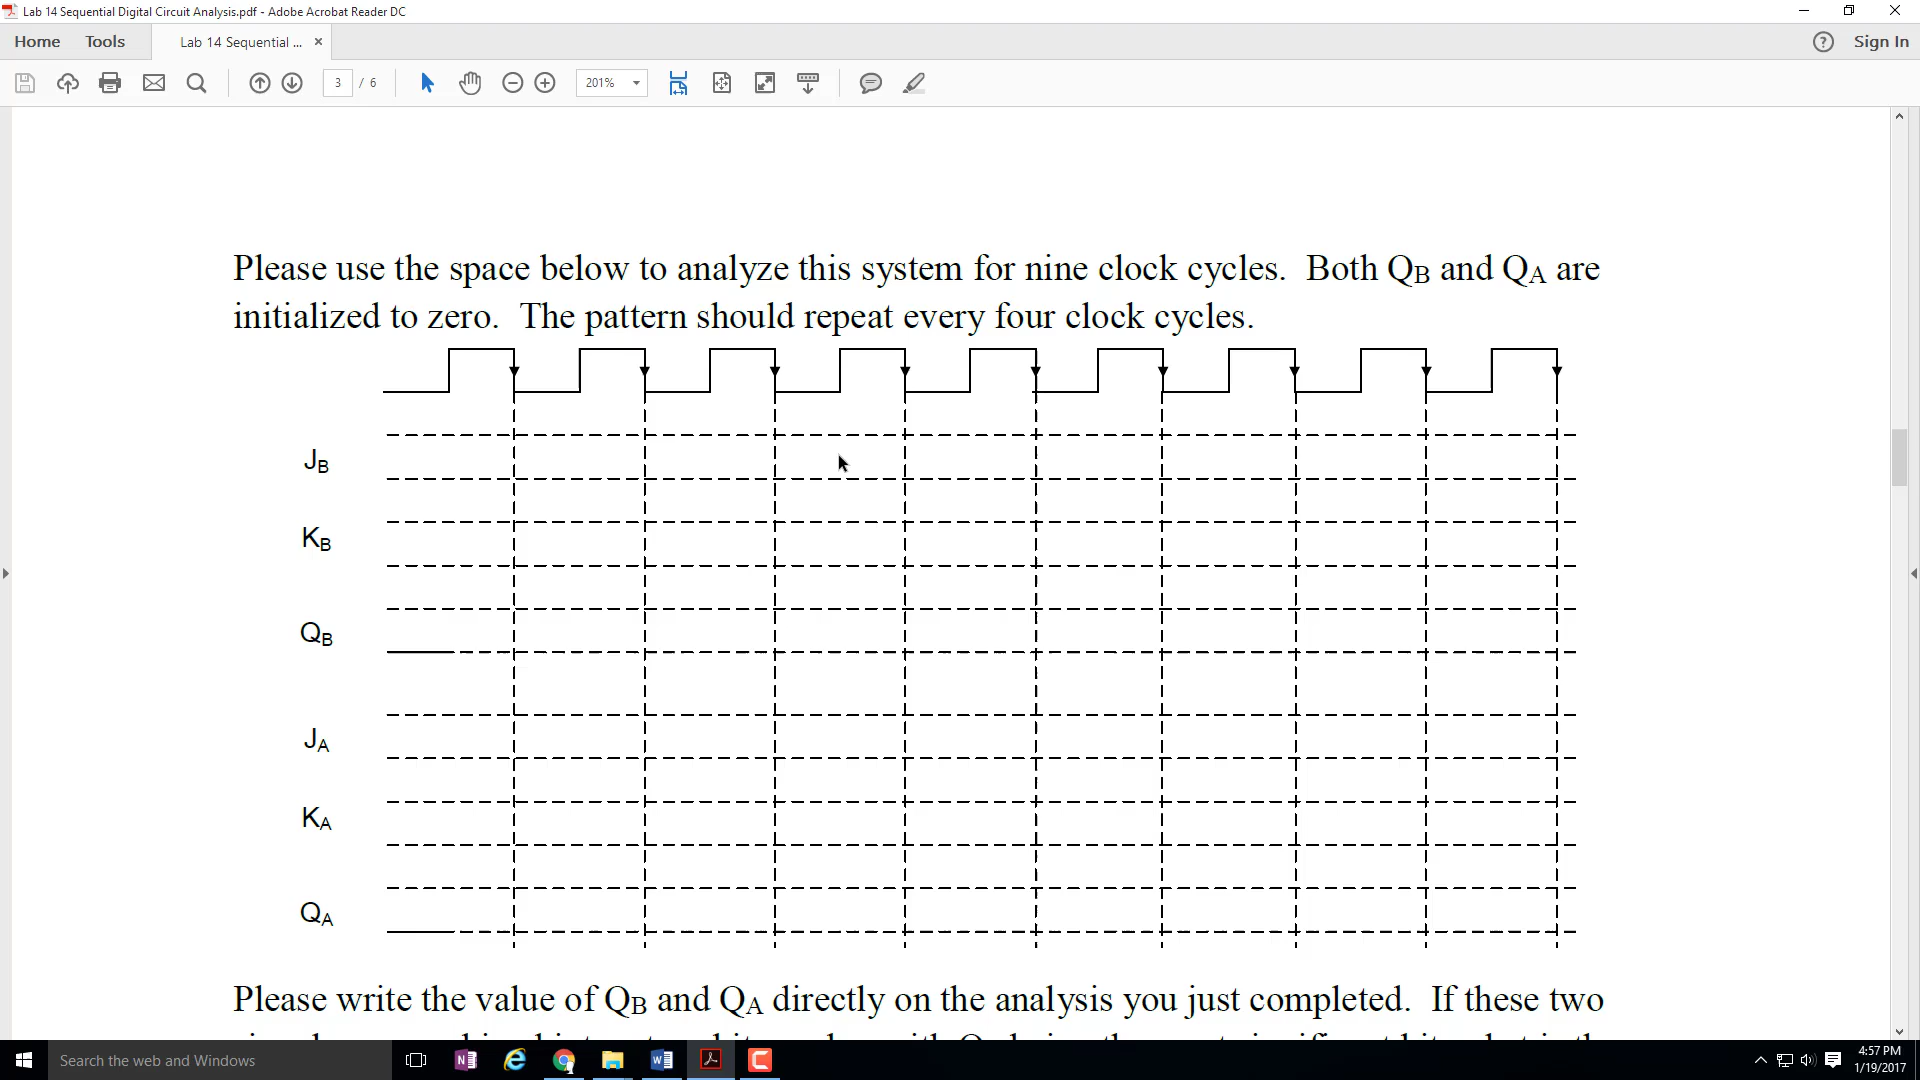 Lab 14 Sequential Digital Circuit Analysis.pdf - Adobe Acrobat Reader DC
Home Tools Lab 14 Sequential ... × ? Sign In
3 / 6 201%
Please use the space below to analyze this system for nine clock cycles. Both QB and QA are
initialized to zero. The pattern should repeat every four clock cycles.
JB
KB
QB
JA
KA
QA
Please write the value of QB and QA directly on the analysis you just completed. If these two
Search the web and Windows
4:57 PM
1/19/2017